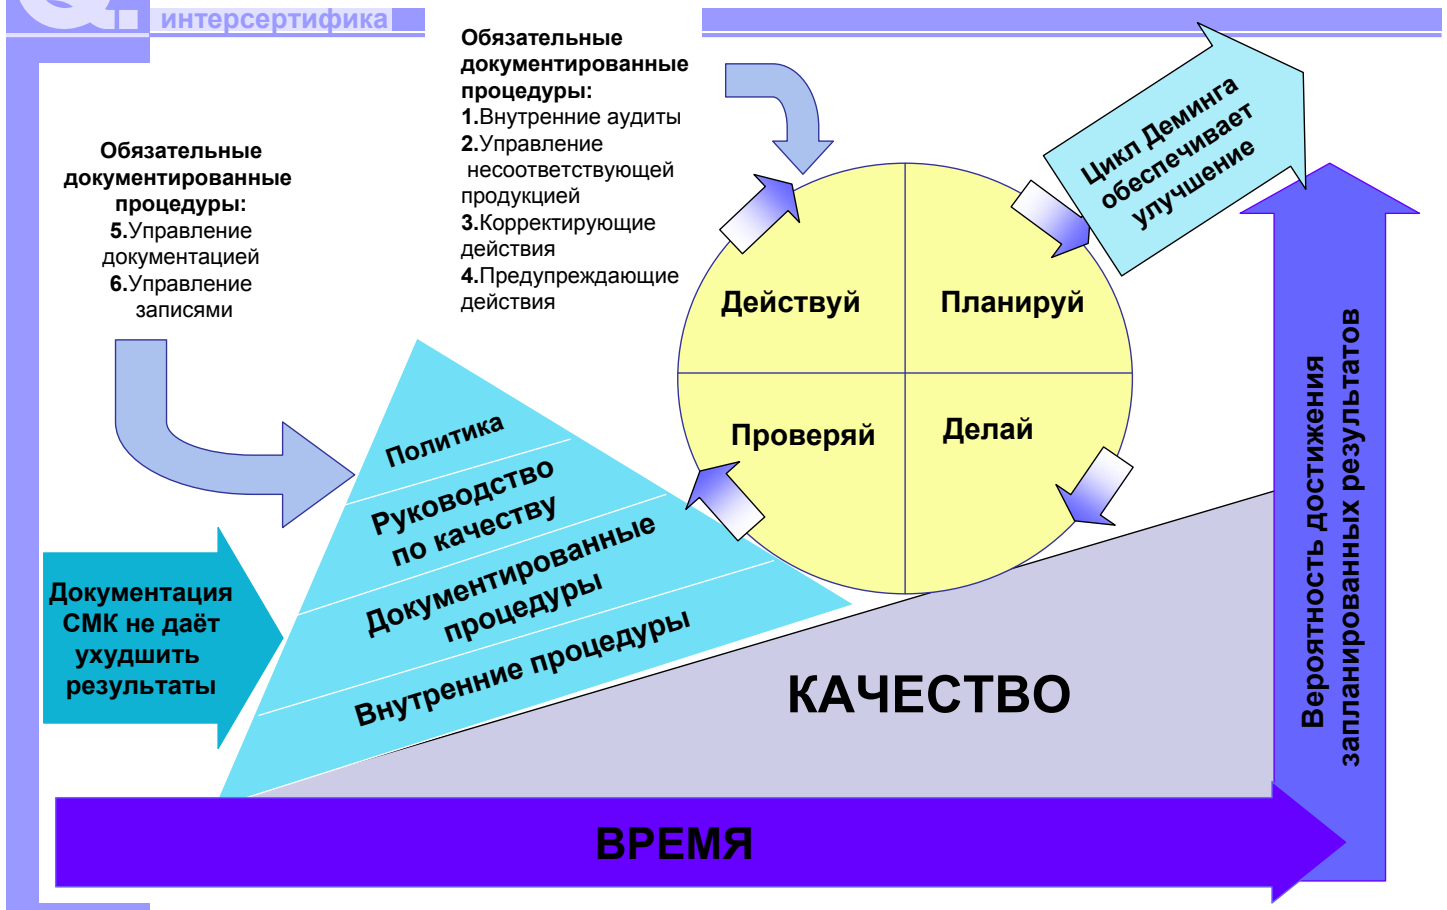 интерсертифика
Обязательные
документированные
процедуры:
1.Внутренние аудиты
2.Управление
несоответствующей
продукцией
3.Корректирующие
действия
4.Предупреждающие
действия
Обязательные
документированные
процедуры:
5.Управление
документацией
6.Управление
записями
Цикл Деминга
обеспечивает
улучшение
Действуй
Планируй
Проверяй
Делай
Политика
Руководство
по качеству
Документированные
процедуры
Внутренние процедуры
Документация
СМК не даёт
ухудшить
результаты
КАЧЕСТВО
Вероятность достижения
запланированных результатов
ВРЕМЯ